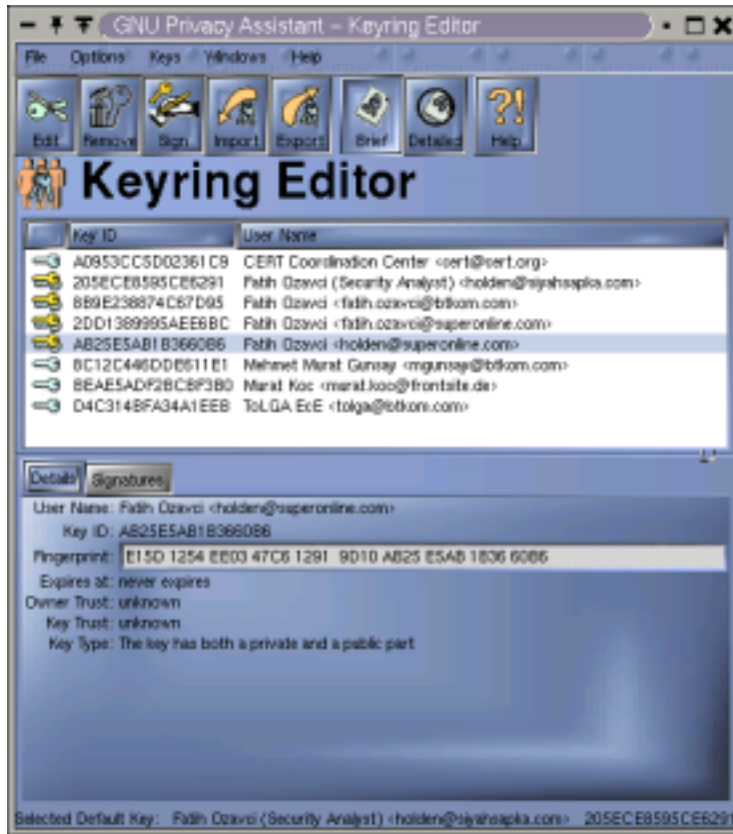 GNU Privacy Assistant – Keyring Editor
File Options Keys Windows Help
Edit Remove Sign Import Export Brief Detailed Help
Keyring Editor
Key ID User Name
A0953CC5D02361C9 CERT Coordination Center <cert@cert.org>
205ECE8595CE6291 Fatih Ozavci (Security Analyst) <holden@siyahsapka.com>
8B9E238874C67D95 Fatih Ozavci <fatih.ozavci@btkom.com>
2DD1389995AEE6BC Fatih Ozavci <fatih.ozavci@superonline.com>
AB25E5AB183660B6 Fatih Ozavci <holden@superonline.com>
8C12C446DDE611E1 Mehmet Murat Gunsay <mgunsay@btkom.com>
BEAE5ADF2BCBF3B0 Murat Koc <murat.koc@frontsite.de>
D4C314BFA34A1EEB ToLGA EcE <tolga@btkom.com>
Details Signatures
User Name: Fatih Ozavci <holden@superonline.com>
Key ID: AB25E5AB183660B6
Fingerprint: E15D 1254 EE03 47C6 1291 9D10 AB25 E5AB 1836 60B6
Expires at: never expires
Owner Trust: unknown
Key Trust: unknown
Key Type: The key has both a private and a public part
Selected Default Key: Fatih Ozavci (Security Analyst) <holden@siyahsapka.com> 205ECE8595CE6291